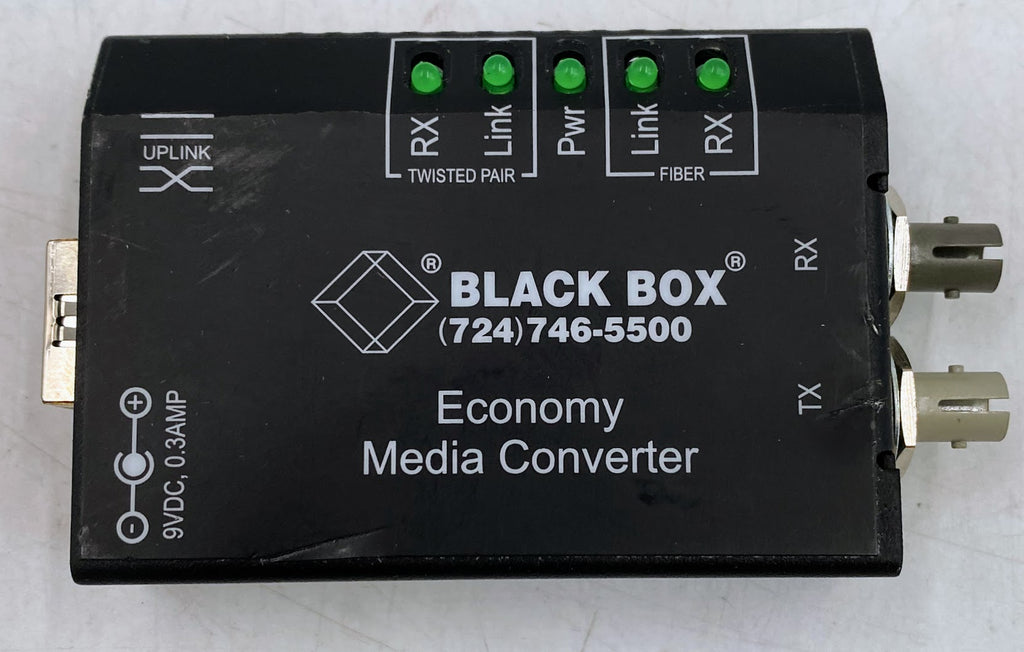 RX
Link
Pwr
Link
RX
TWISTED PAIR
FIBER
UPLINK
RX
® BLACK BOX®
(724)746-5500
TX
Economy
Media Converter
+
-
9VDC, 0.3AMP